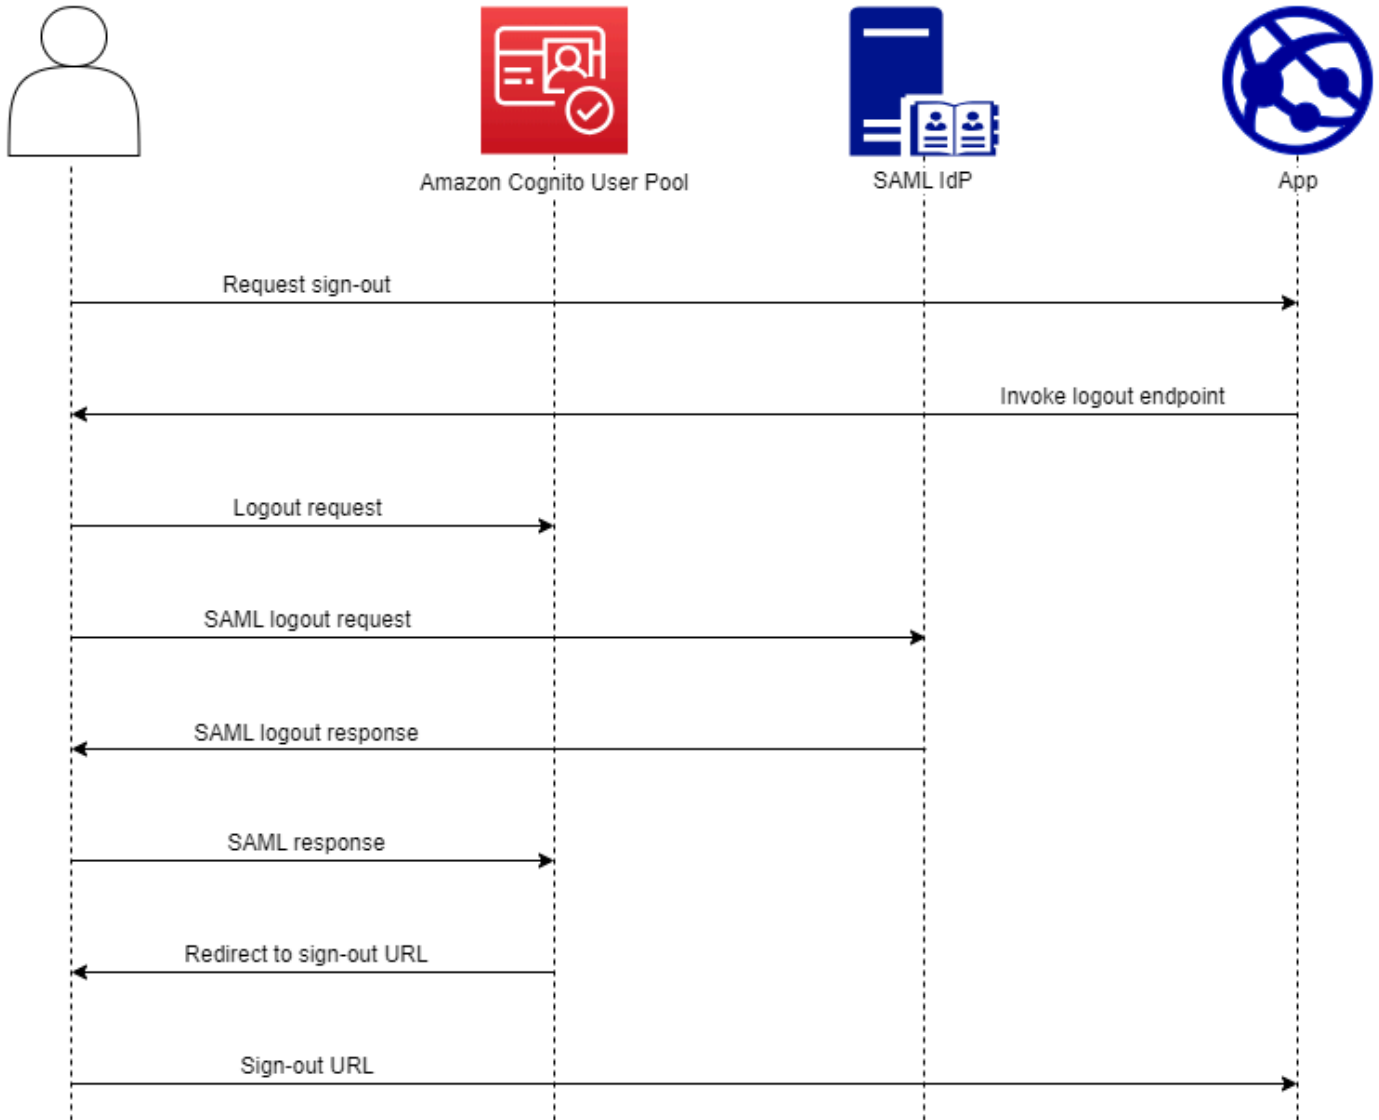 Amazon Cognito User Pool
SAML IdP
App
Request sign-out
Invoke logout endpoint
Logout request
SAML logout request
SAML logout response
SAML response
Redirect to sign-out URL
Sign-out URL